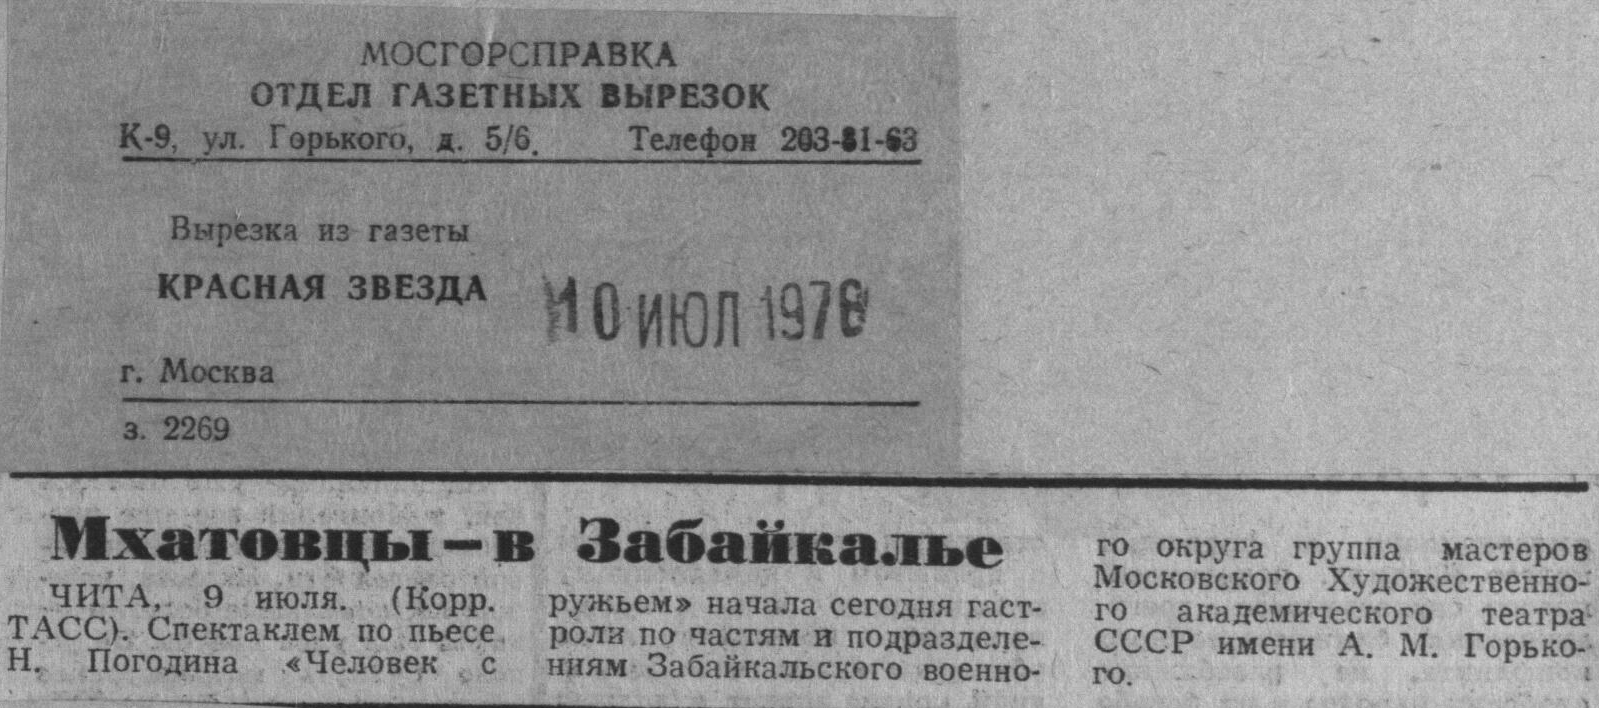 МОСГОРСПРАВКА
ОТДЕЛ ГАЗЕТНЫХ ВЫРЕЗОК
К-9, ул. Горького, д. 5/6. Телефон 203-81-63
Вырезка из газеты
КРАСНАЯ ЗВЕЗДА
10 ИЮЛ 1976
г. Москва
з. 2269
Мхатовцы – в Забайкалье
ЧИТА, 9 июля. (Корр.
ТАСС). Спектаклем по пьесе
Н. Погодина «Человек с
ружьем» начала сегодня гаст-
роли по частям и подразделе-
ниям Забайкальского военно-
го округа группа мастеров
Московского Художественно-
го академического театра
СССР имени А. М. Горько-
го.